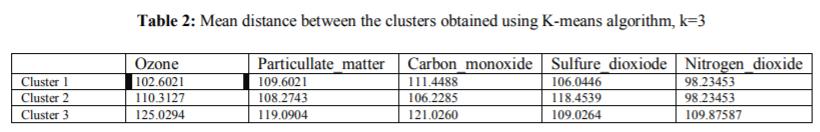 Table 2: Mean distance between the clusters obtained using K-means algorithm, k=3
Ozone Particullate_matter Carbon_monoxide Sulfure_dioxiode Nitrogen_dioxide
Cluster 1 102.6021 109.6021 111.4488 106.0446 98.23453
Cluster 2 110.3127 108.2743 106.2285 118.4539 98.23453
Cluster 3 125.0294 119.0904 121.0260 109.0264 109.87587